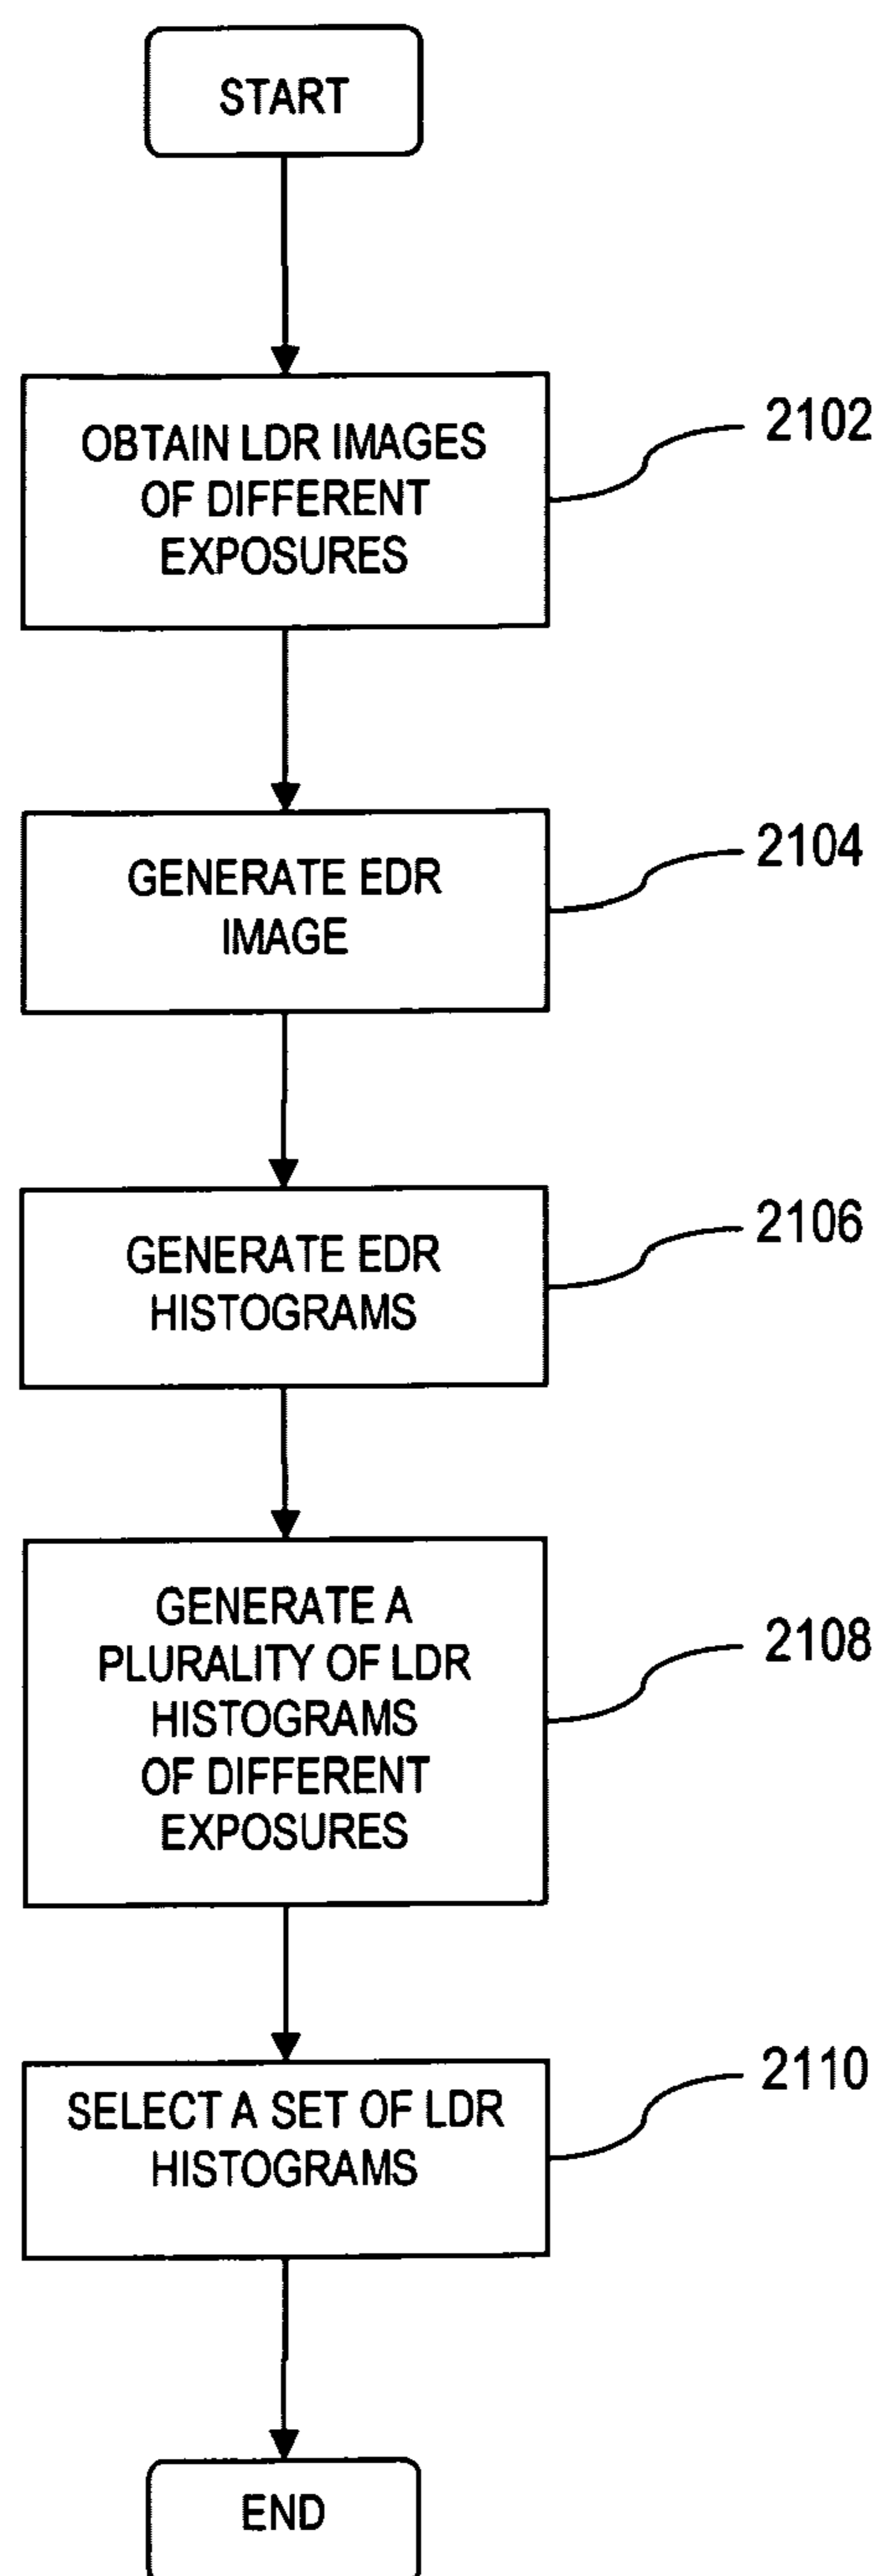 START
OBTAIN LDR IMAGES
OF DIFFERENT
EXPOSURES
2102
GENERATE EDR
IMAGE
2104
GENERATE EDR
HISTOGRAMS
2106
GENERATE A
PLURALITY OF LDR
HISTOGRAMS
OF DIFFERENT
EXPOSURES
2108
SELECT A SET OF LDR
HISTOGRAMS
2110
END